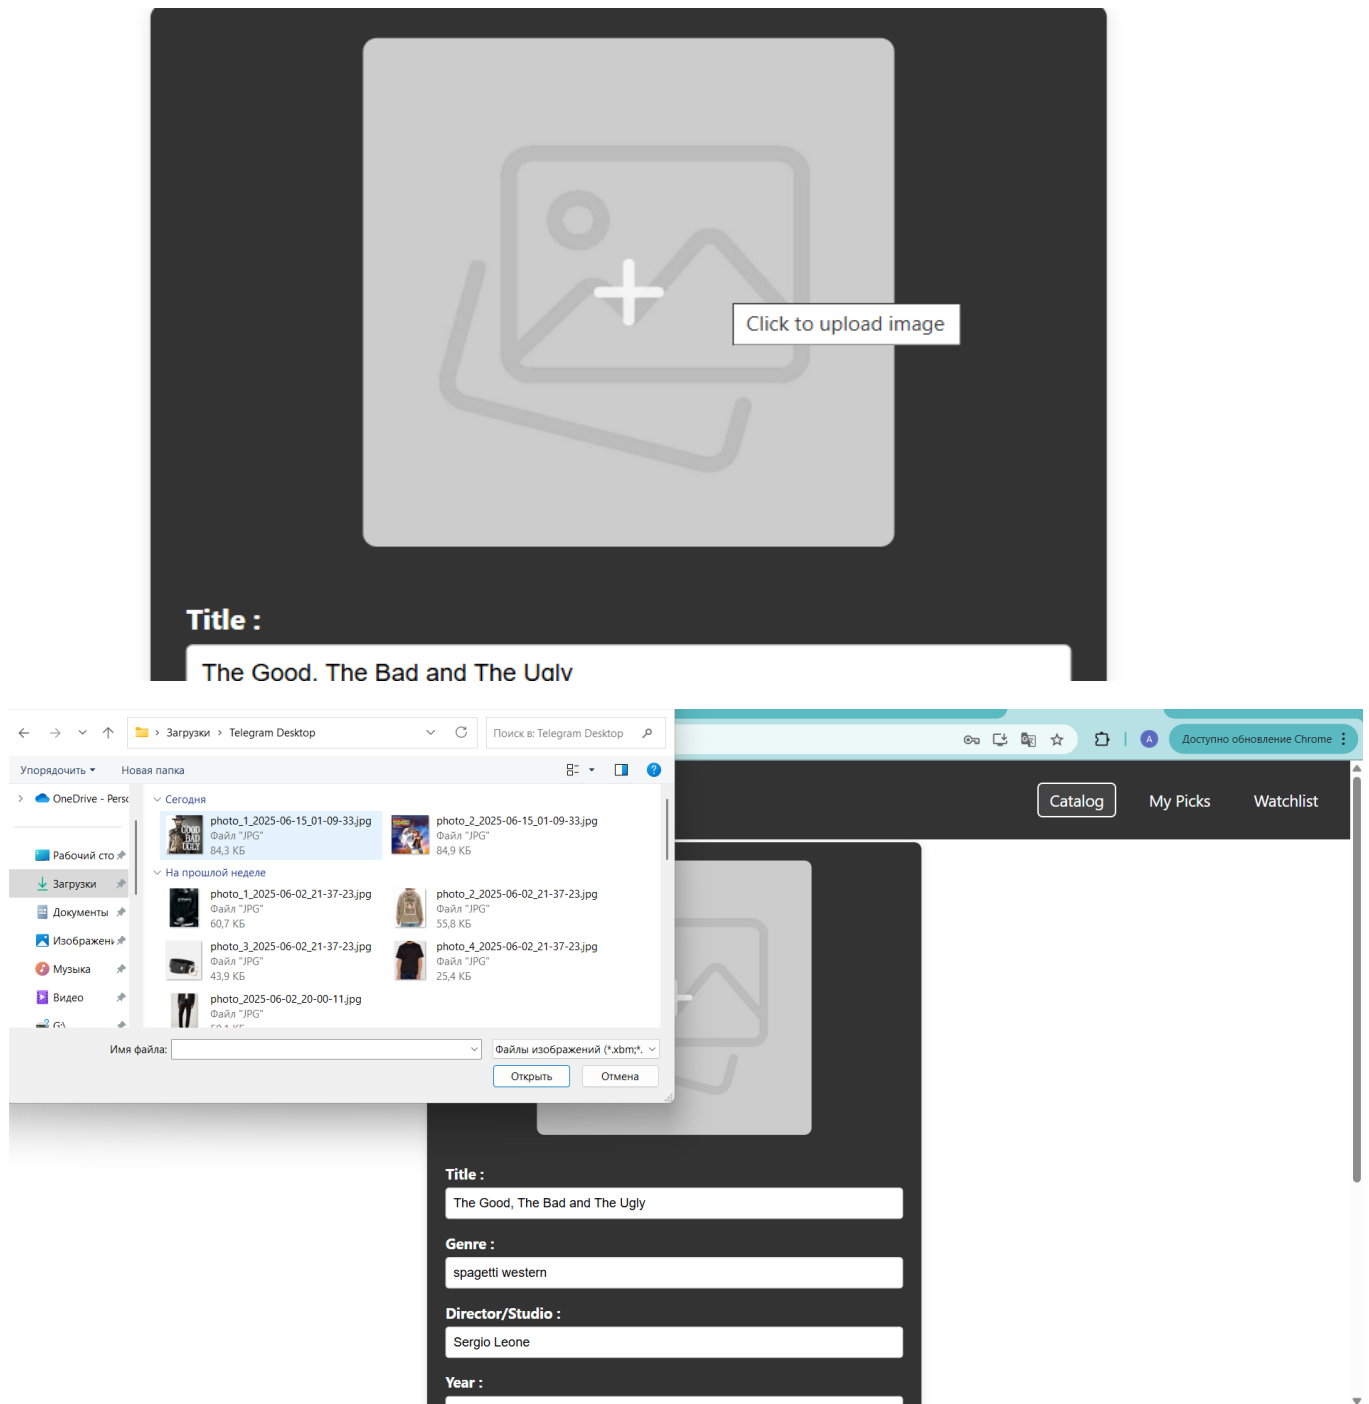 Click to upload image
Title :
The Good, The Bad and The Ugly
Загрузки > Telegram Desktop
Поиск в: Telegram Desktop
A
Доступно обновление Chrome
Упорядочить
Новая папка
Catalog
My Picks
Watchlist
OneDrive - Perso
Рабочий сто
Загрузки
Документы
Изображени
Музыка
Видео
G:\
Сегодня
GOOD
BAD
UGLY
photo_1_2025-06-15_01-09-33.jpg
Файл "JPG"
84,3 КБ
photo_2_2025-06-15_01-09-33.jpg
Файл "JPG"
84,9 КБ
На прошлой неделе
photo_1_2025-06-02_21-37-23.jpg
Файл "JPG"
60,7 КБ
photo_2_2025-06-02_21-37-23.jpg
Файл "JPG"
55,8 КБ
photo_3_2025-06-02_21-37-23.jpg
Файл "JPG"
43,9 КБ
photo_4_2025-06-02_21-37-23.jpg
Файл "JPG"
25,4 КБ
photo_2025-06-02_20-00-11.jpg
Файл "JPG"
Имя файла:
Файлы изображений (*.xbm;*.
Открыть
Отмена
Title :
The Good, The Bad and The Ugly
Genre :
spagetti western
Director/Studio :
Sergio Leone
Year :